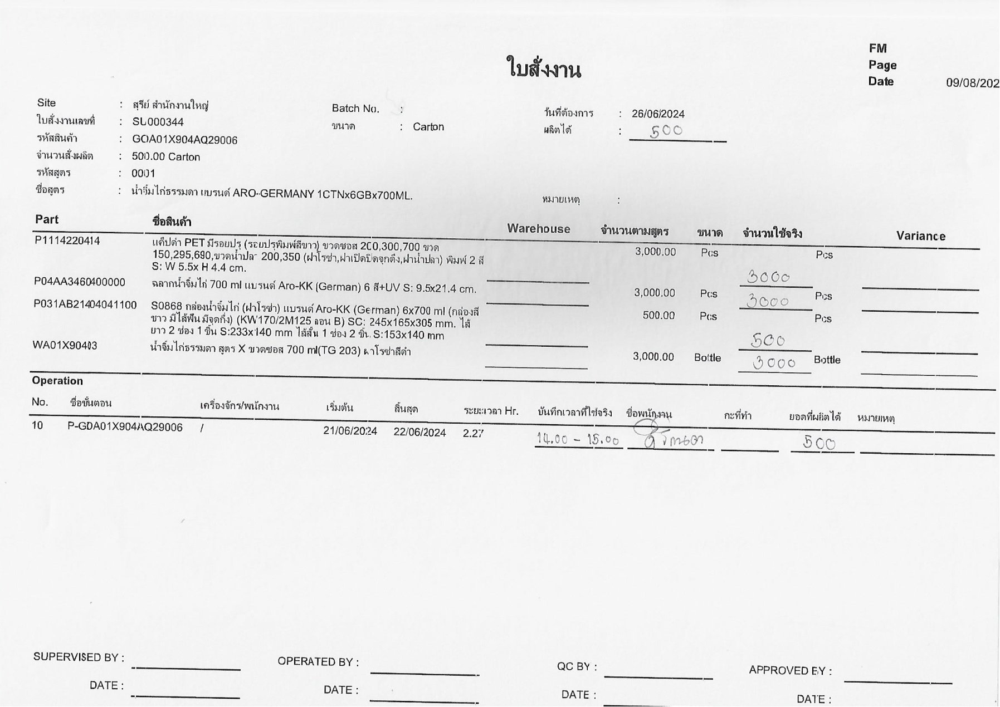 FM
ใบสั่งงาน
Page
Date 09/08/202
Site : สุรีย์ สำนักงานใหญ่ Batch No. : วันที่ต้องการ : 26/06/2024
ใบสั่งงานเลขที่ : SU000344 ขนาด : Carton ผลิตได้ : 500
รหัสสินค้า : GDA01X904AQ29006
จำนวนสั่งผลิต : 500.00 Carton
รหัสสูตร : 0001
ชื่อสูตร : น้ำจิ้มไก่ธรรมดา แบรนด์ ARO-GERMANY 1CTNx6GBx700ML. หมายเหตุ :
Part ชื่อสินค้า Warehouse จำนวนตามสูตร ขนาด จำนวนใช้จริง Variance
P1114220414 แค็ปดำ PET มีรอยปรุ (รอยปรุพิมพ์สีขาว) ขวดซอส 200,300,700 ขวด 3,000.00 Pcs Pcs
150,295,690,ขวดน้ำปลา 200,350 (ฝาโรซ่า,ฝาเปิดปิดจุกดึง,ฝาน้ำปลา) พิมพ์ 2 สี
S: W 5.5x H 4.4 cm. 3000
P04AA3460400000 ฉลากน้ำจิ้มไก่ 700 ml แบรนด์ Aro-KK (German) 6 สี+UV S: 9.5x21.4 cm. 3,000.00 Pcs 3000 Pcs
P031AB21404041100 S0868 กล่องน้ำจิ้มไก่ (ฝาโรซ่า) แบรนด์ Aro-KK (German) 6x700 ml (กล่องสี 500.00 Pcs Pcs
ขาว มีไส้ฟัน มีจุดกึ่ง) (KW170/2M125 ลอน B) SC: 245x165x305 mm. ไส้
ยาว 2 ช่อง 1 ชิ้น S:233x140 mm ไส้สั้น 1 ช่อง 2 ชิ้น S:153x140 mm 500
WA01X90403 น้ำจิ้มไก่ธรรมดา สูตร X ขวดซอส 700 ml(TG 203) ฝาโรซ่าสีดำ 3,000.00 Bottle 3000 Bottle
Operation
No. ชื่อขั้นตอน เครื่องจักร/พนักงาน เริ่มต้น สิ้นสุด ระยะเวลา Hr. บันทึกเวลาที่ใช้จริง ชื่อพนักงาน กะที่ทำ ยอดที่ผลิตได้ หมายเหตุ
10 P-GDA01X904AQ29006 / 21/06/2024 22/06/2024 2.27 14.00 - 15.00 500
SUPERVISED BY : OPERATED BY : QC BY : APPROVED BY :
DATE : DATE : DATE : DATE :